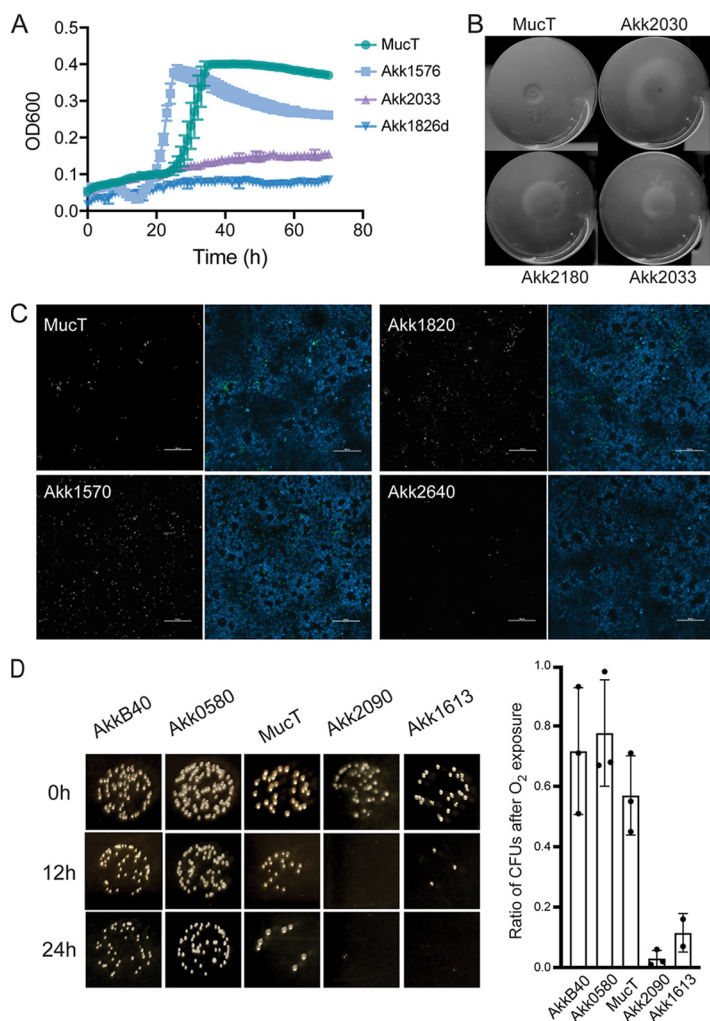 A
OD600
0.5
0.4
0.3
0.2
0.1
0.0
0
20
40
60
80
Time (h)
MucT
Akk1576
Akk2033
Akk1826d
B
MucT
Akk2030
Akk2180
Akk2033
C
MucT
Akk1820
Akk1570
Akk2640
D
AkkB40
Akk0580
MucT
Akk2090
Akk1613
0h
12h
24h
Ratio of CFUs after O2 exposure
1.0
0.8
0.6
0.4
0.2
0.0
AkkB40
Akk0580
MucT
Akk2090
Akk1613